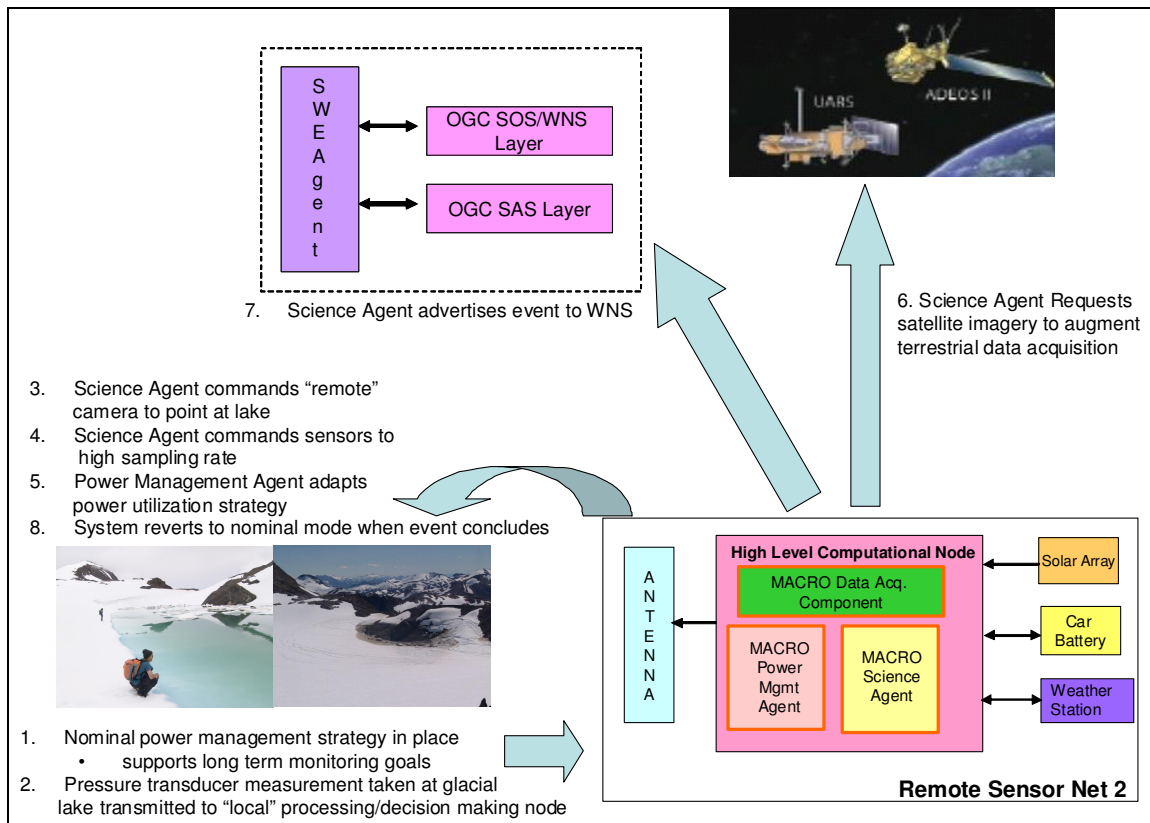 S
W
E
A
g
e
n
t
OGC SOS/WNS
Layer
OGC SAS Layer
UARS
ADEOS II
7. Science Agent advertises event to WNS
6. Science Agent Requests
satellite imagery to augment
terrestrial data acquisition
3. Science Agent commands “remote”
camera to point at lake
4. Science Agent commands sensors to
high sampling rate
5. Power Management Agent adapts
power utilization strategy
8. System reverts to nominal mode when event concludes
1. Nominal power management strategy in place
• supports long term monitoring goals
2. Pressure transducer measurement taken at glacial
lake transmitted to “local” processing/decision making node
A
N
T
E
N
N
A
High Level Computational Node
MACRO Data Acq.
Component
MACRO
Power
Mgmt
Agent
MACRO
Science
Agent
Solar Array
Car
Battery
Weather
Station
Remote Sensor Net 2